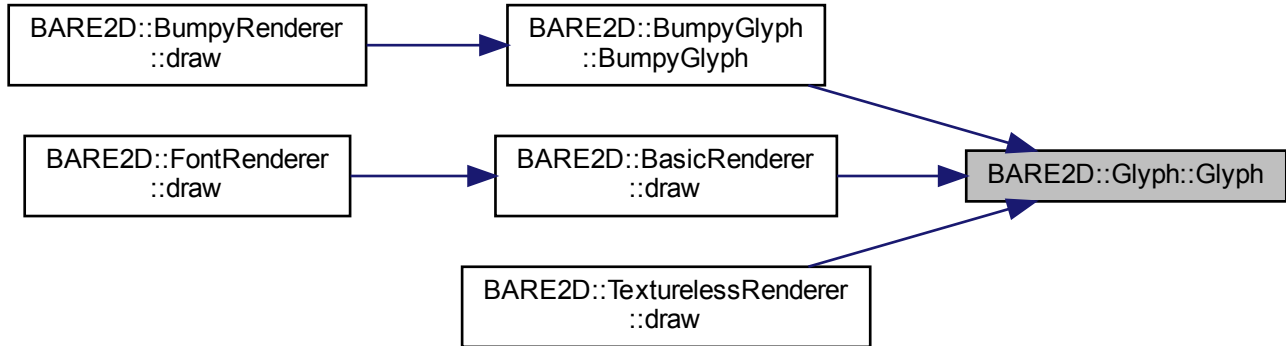 BARE2D::BumpyRenderer
::draw
BARE2D::BumpyGlyph
::BumpyGlyph
BARE2D::FontRenderer
::draw
BARE2D::BasicRenderer
::draw
BARE2D::Glyph::Glyph
BARE2D::TexturelessRenderer
::draw